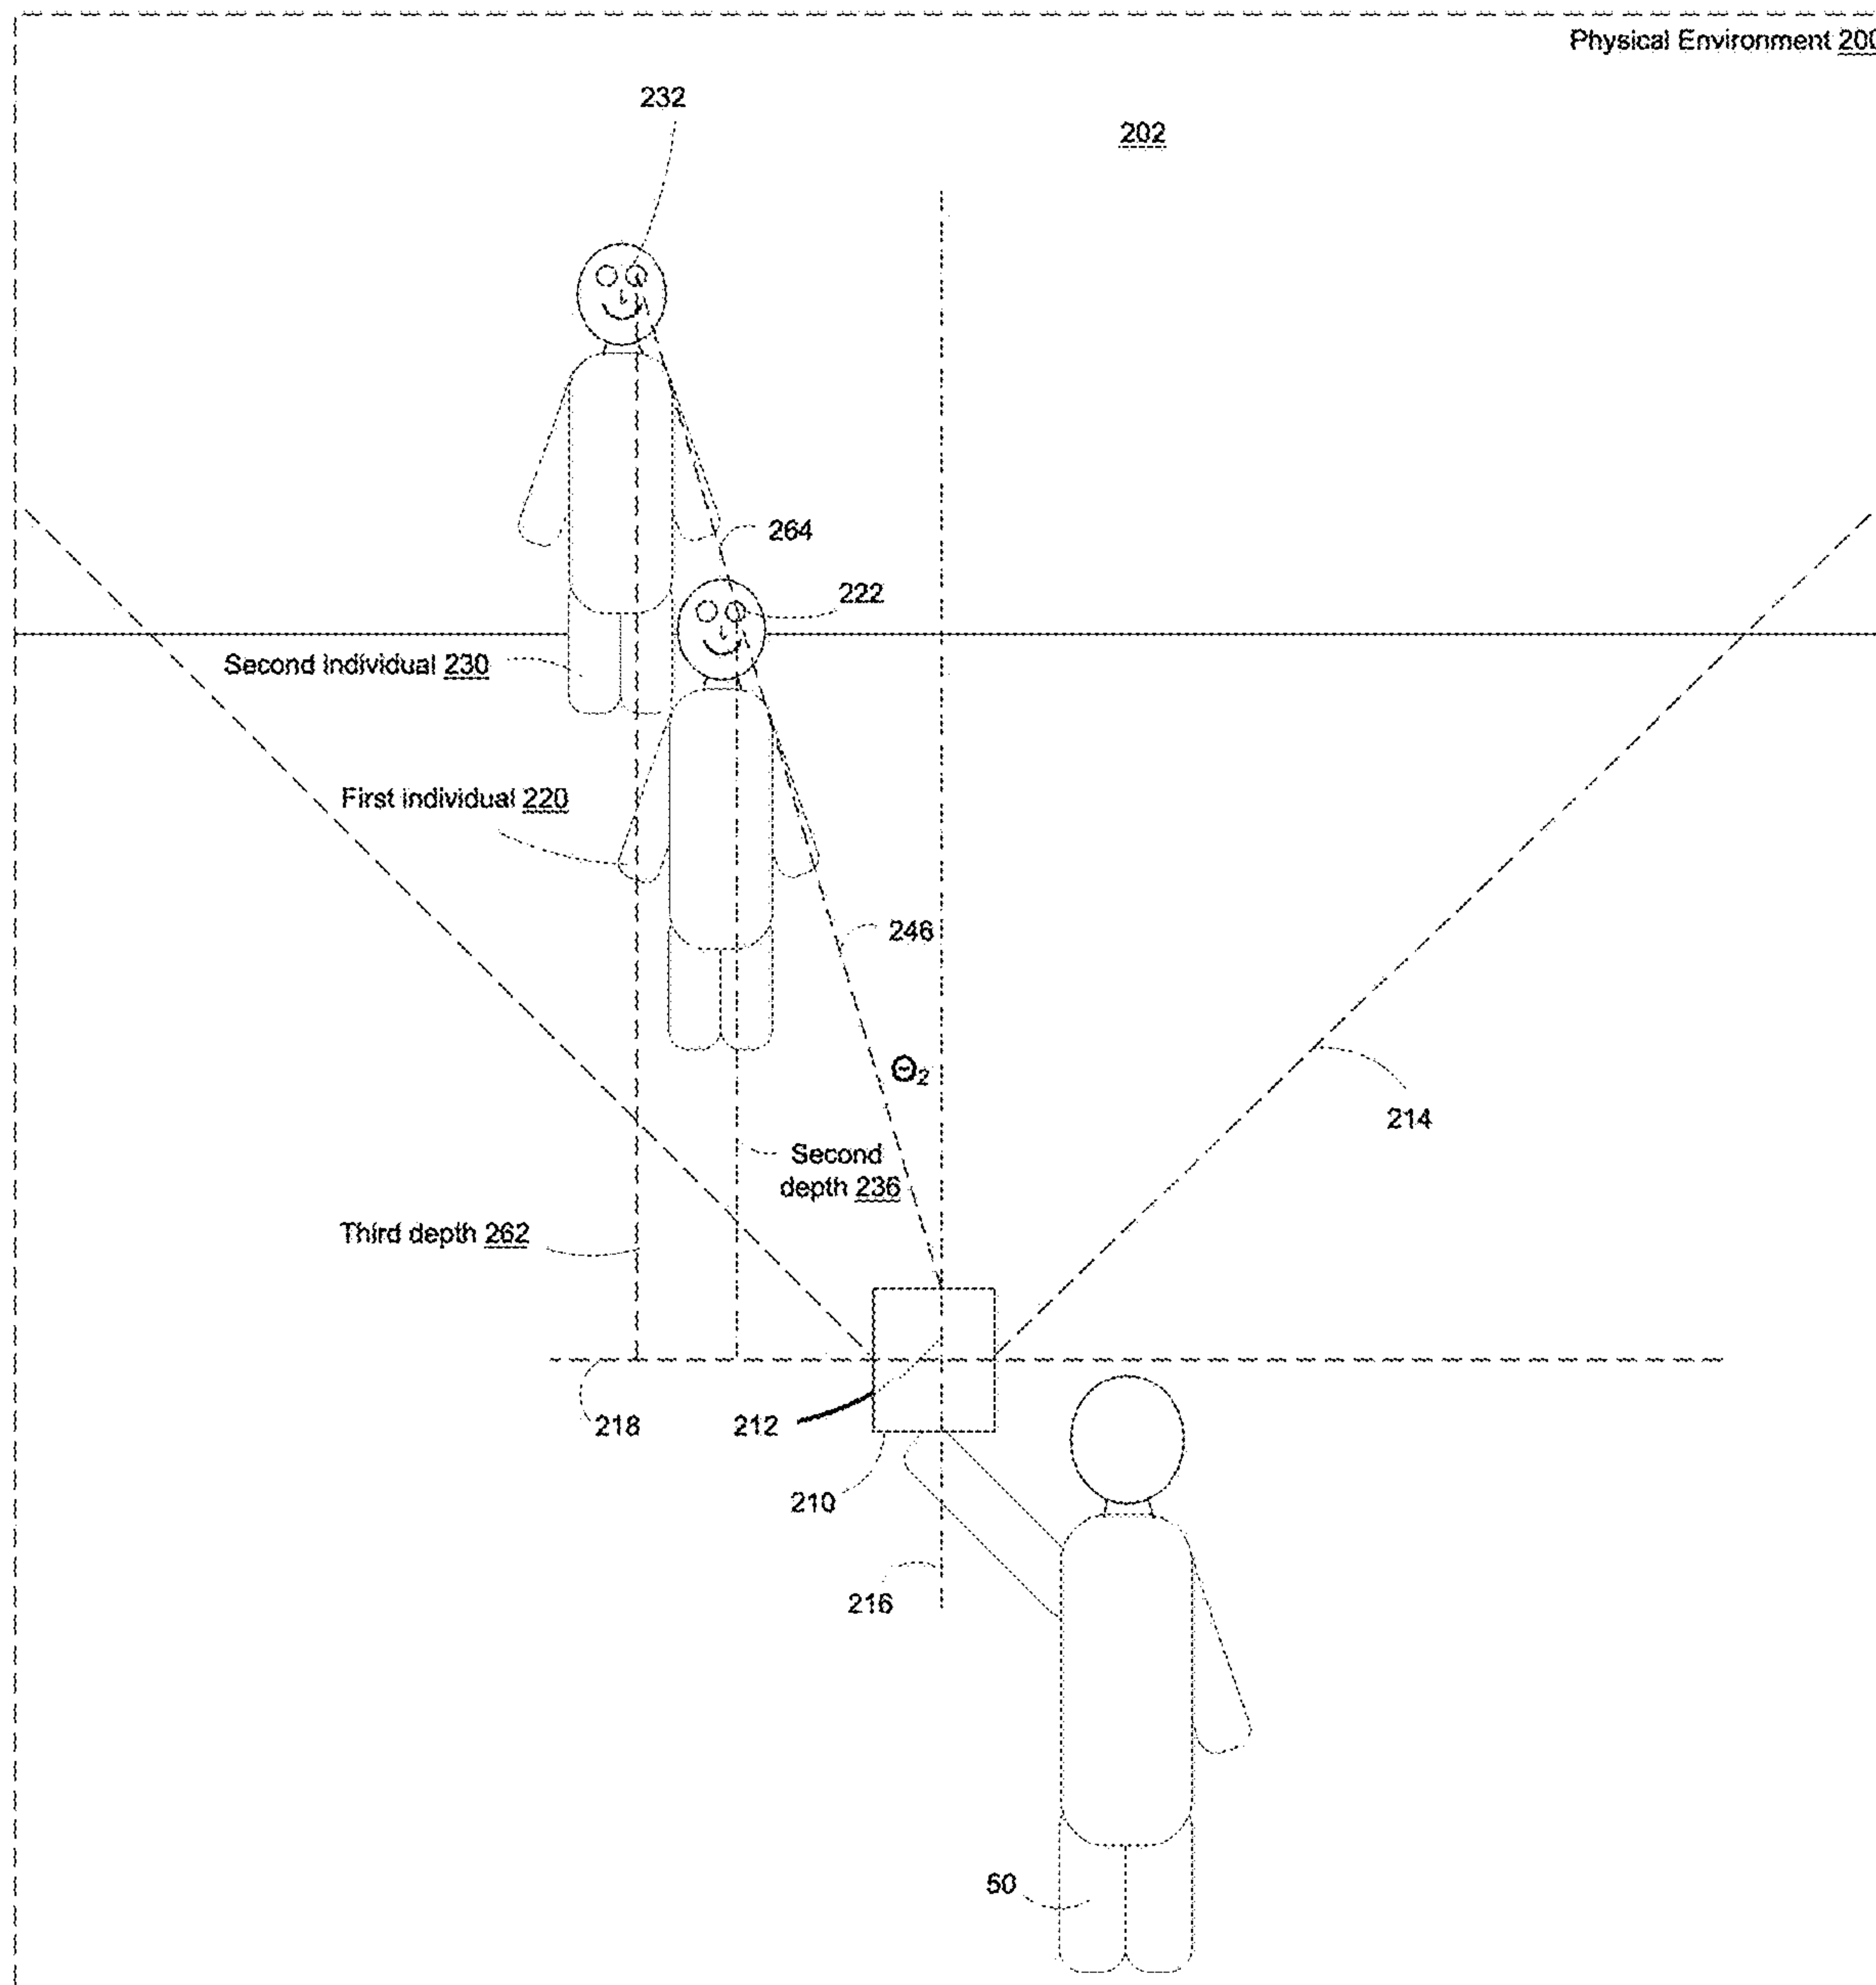 Physical Environment 200
232
202
264
222
Second individual 230
First individual 220
246
Θ2
214
Second
depth 236
Third depth 262
218
212
210
216
50